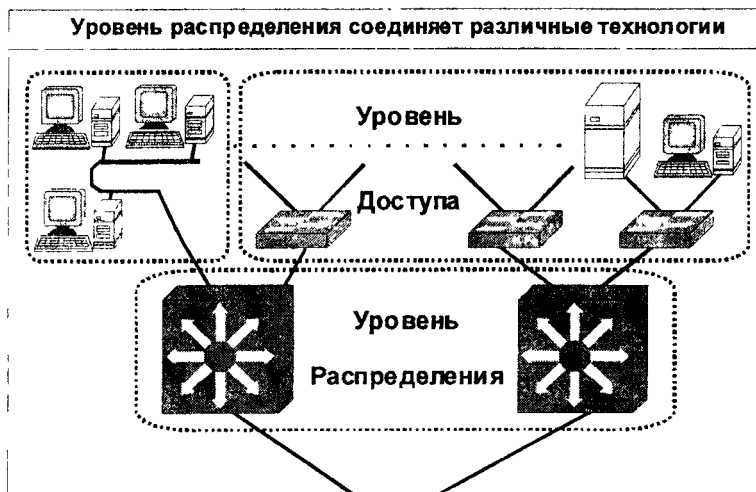 Уровень распределения соединяет различные технологии
Уровень
Доступа
Уровень
Распределения